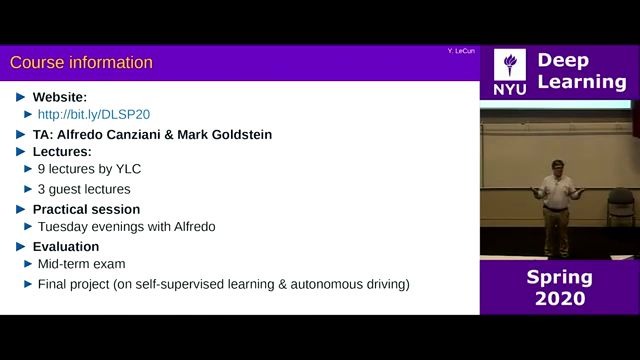 Y. LeCun
Course information
Website:
http://bit.ly/DLSP20
TA: Alfredo Canziani & Mark Goldstein
Lectures:
9 lectures by YLC
3 guest lectures
Practical session
Tuesday evenings with Alfredo
Evaluation
Mid-term exam
Final project (on self-supervised learning & autonomous driving)
NYU
Deep
Learning
Spring
2020